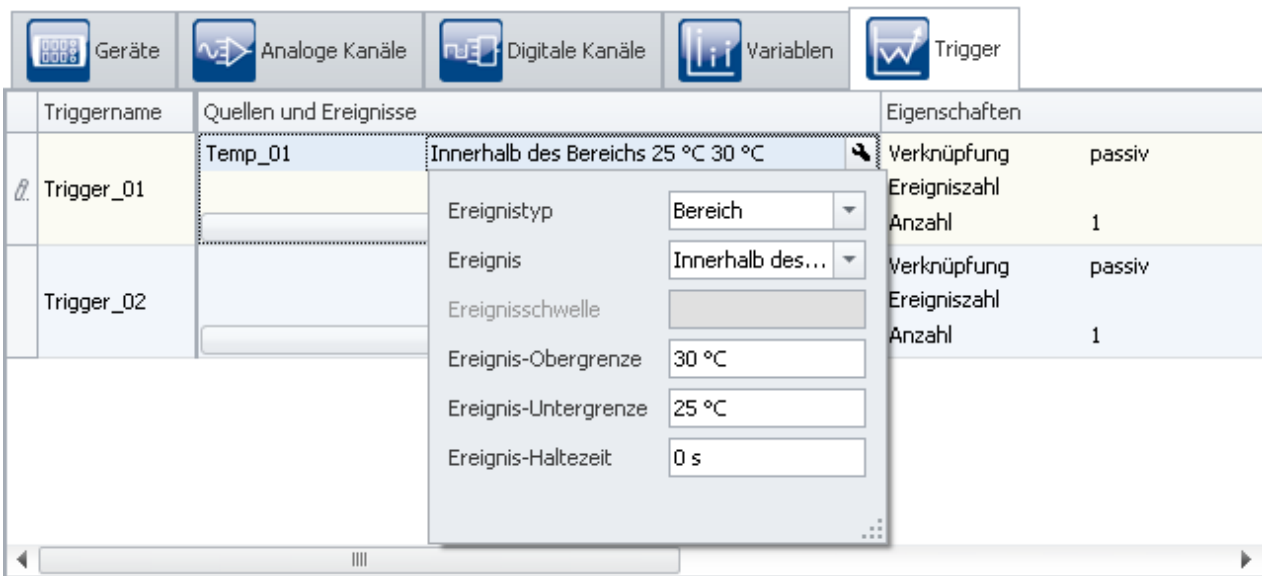 Geräte Analoge Kanäle Digitale Kanäle Variablen Trigger
Triggername Quellen und Ereignisse Eigenschaften
Trigger_01 Temp_01 Innerhalb des Bereichs 25 °C 30 °C Verknüpfung passiv
Ereigniszahl
Anzahl 1
Trigger_02 Verknüpfung passiv
Ereigniszahl
Anzahl 1
Ereignistyp Bereich
Ereignis Innerhalb des...
Ereignisschwelle
Ereignis-Obergrenze 30 °C
Ereignis-Untergrenze 25 °C
Ereignis-Haltezeit 0 s